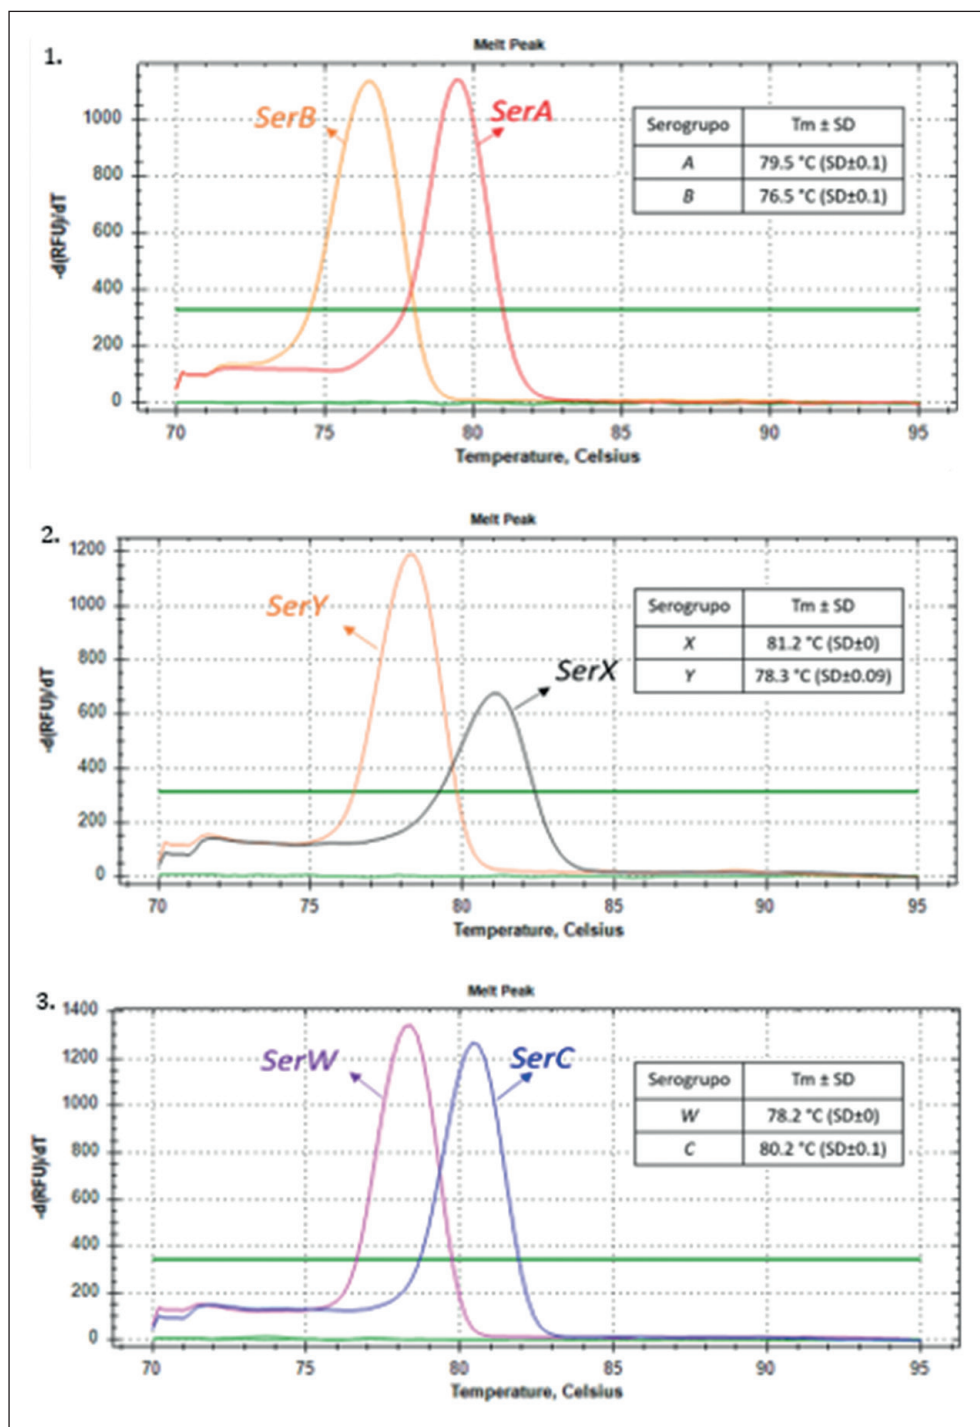 1.
Melt Peak
SerB
SerA
Serogrupo Tm ± SD
A 79.5 °C (SD±0.1)
B 76.5 °C (SD±0.1)
-d(RFU)/dT
1000
800
600
400
200
0
70 75 80 85 90 95
Temperature, Celsius
2.
Melt Peak
SerY
SerX
Serogrupo Tm ± SD
X 81.2 °C (SD±0)
Y 78.3 °C (SD±0.09)
-d(RFU)/dT
1200
1000
800
600
400
200
0
70 75 80 85 90 95
Temperature, Celsius
3.
Melt Peak
SerW
SerC
Serogrupo Tm ± SD
W 78.2 °C (SD±0)
C 80.2 °C (SD±0.1)
-d(RFU)/dT
1400
1200
1000
800
600
400
200
0
70 75 80 85 90 95
Temperature, Celsius